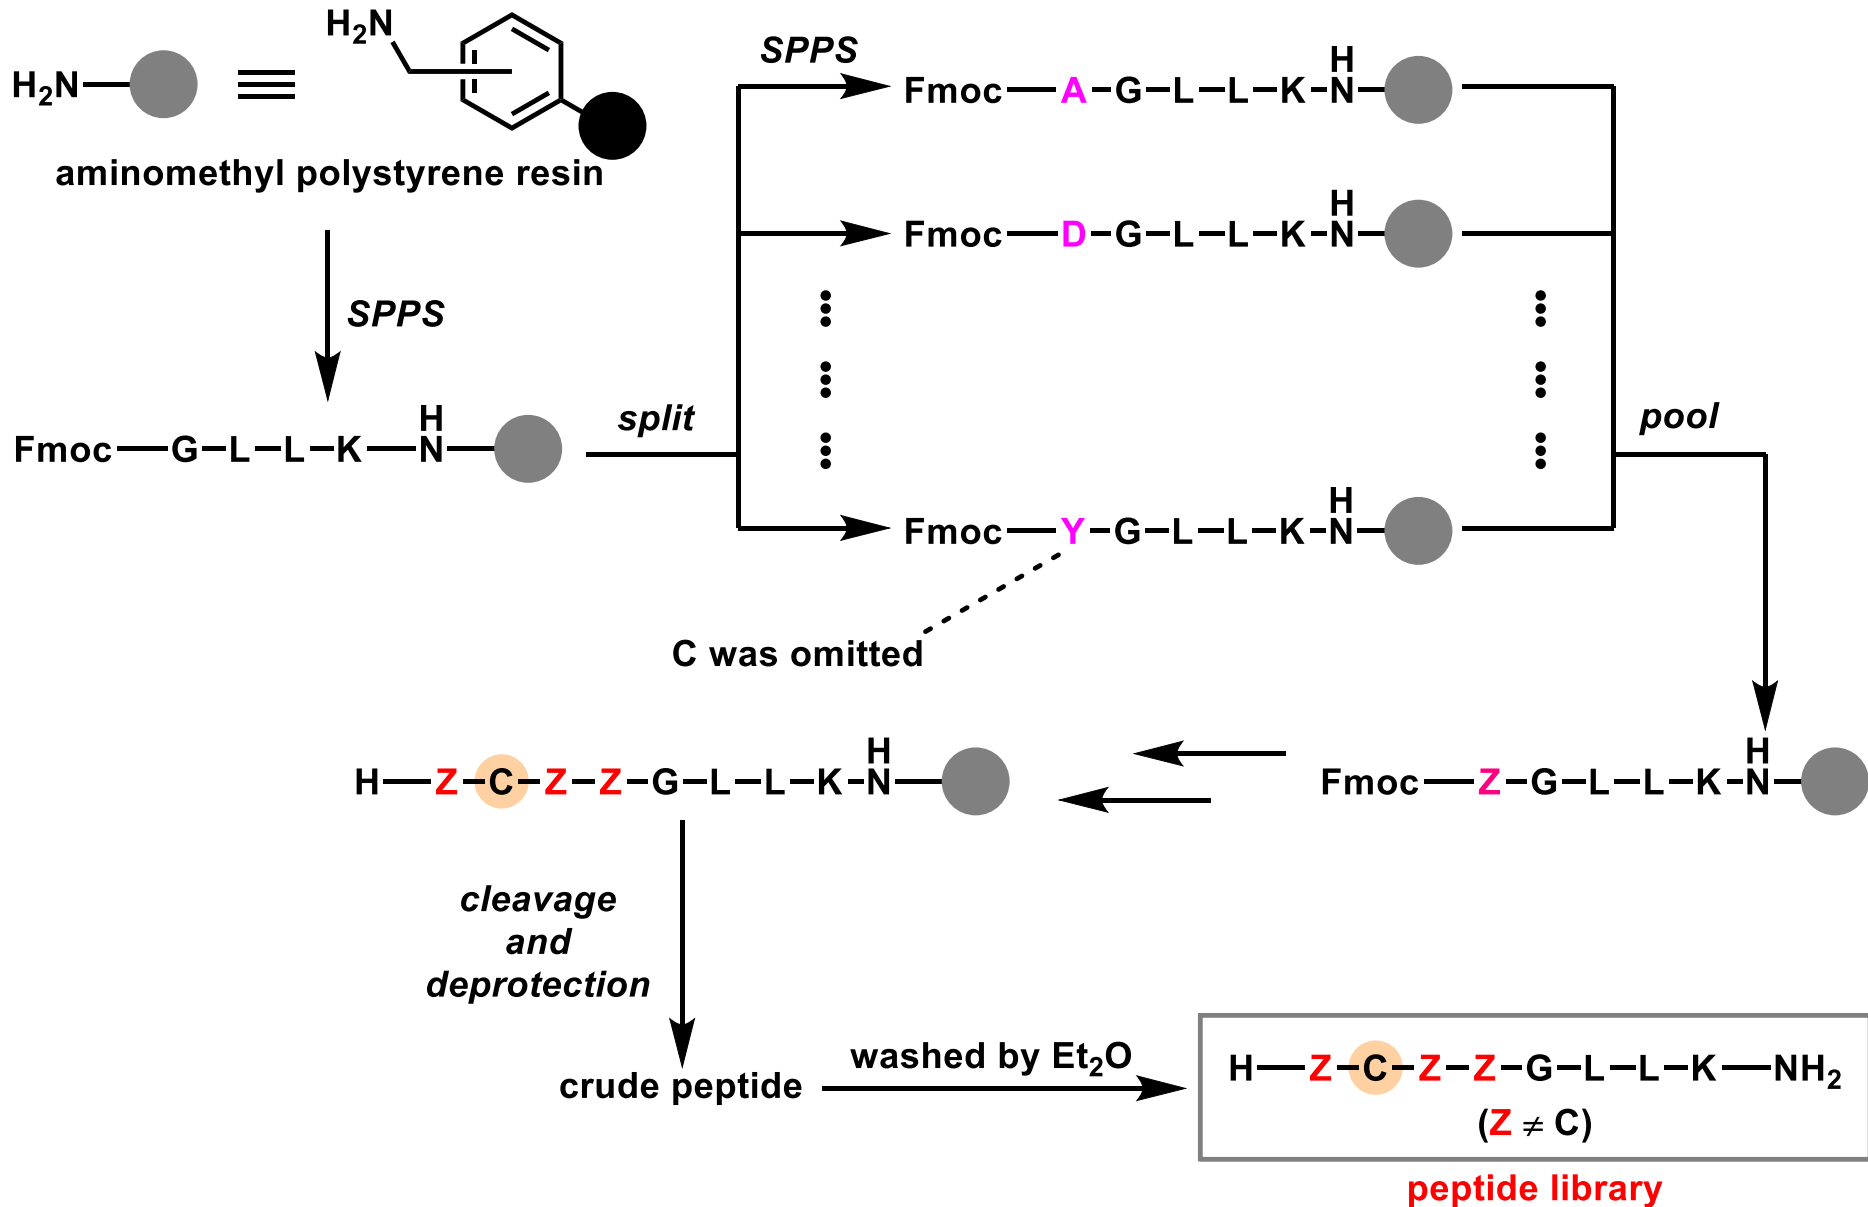 H₂N
H₂N
aminomethyl polystyrene resin
SPPS
Fmoc G L L K N H
split
SPPS
Fmoc A G L L K N H
Fmoc D G L L K N H
Fmoc Y G L L K N H
C was omitted
pool
Fmoc Z G L L K N H
H Z C Z Z G L L K N H
cleavage
and
deprotection
crude peptide
washed by Et₂O
H Z C Z Z G L L K NH₂
(Z ≠ C)
peptide library